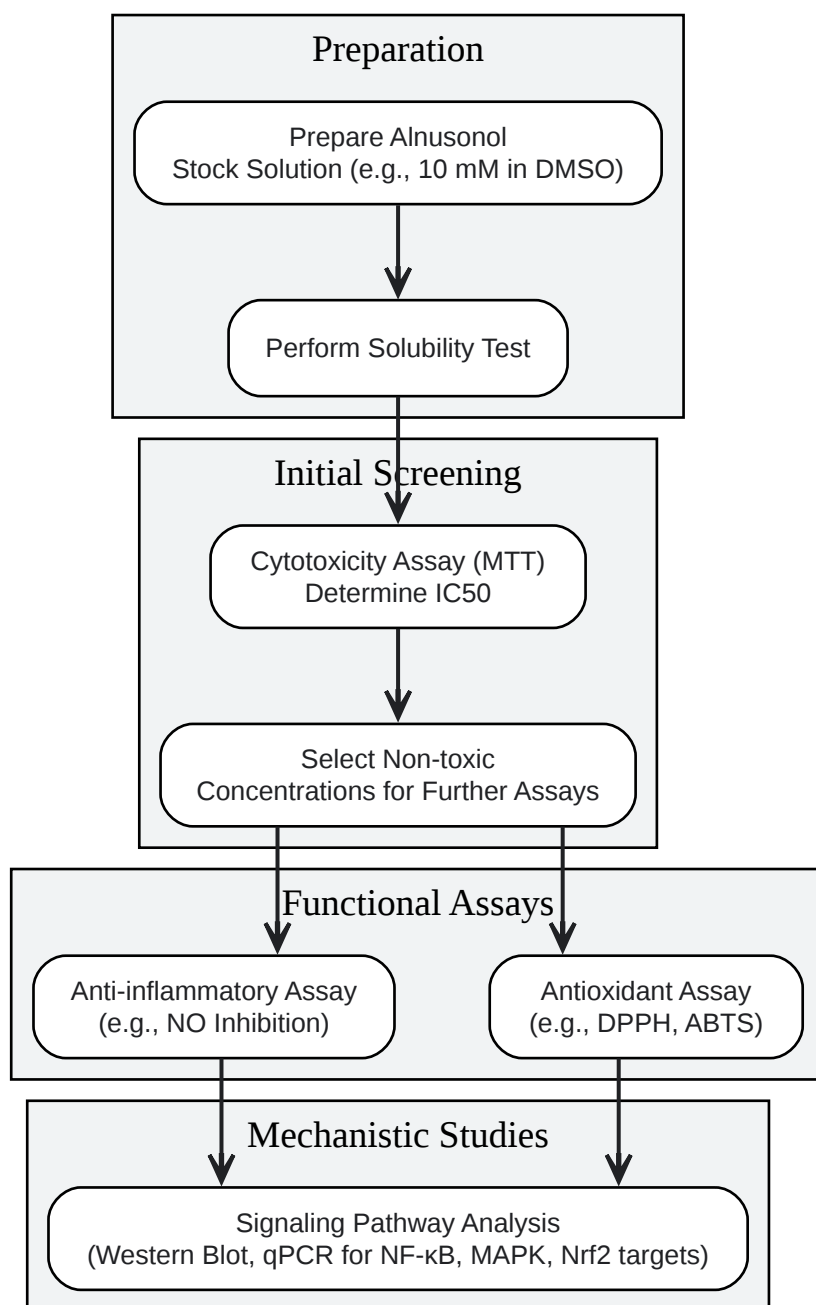 Preparation
Prepare Alnusonol
Stock Solution (e.g., 10 mM in DMSO)
Perform Solubility Test
Initial Screening
Cytotoxicity Assay (MTT)
Determine IC50
Select Non-toxic
Concentrations for Further Assays
Functional Assays
Anti-inflammatory Assay
(e.g., NO Inhibition)
Antioxidant Assay
(e.g., DPPH, ABTS)
Mechanistic Studies
Signaling Pathway Analysis
(Western Blot, qPCR for NF-κB, MAPK, Nrf2 targets)